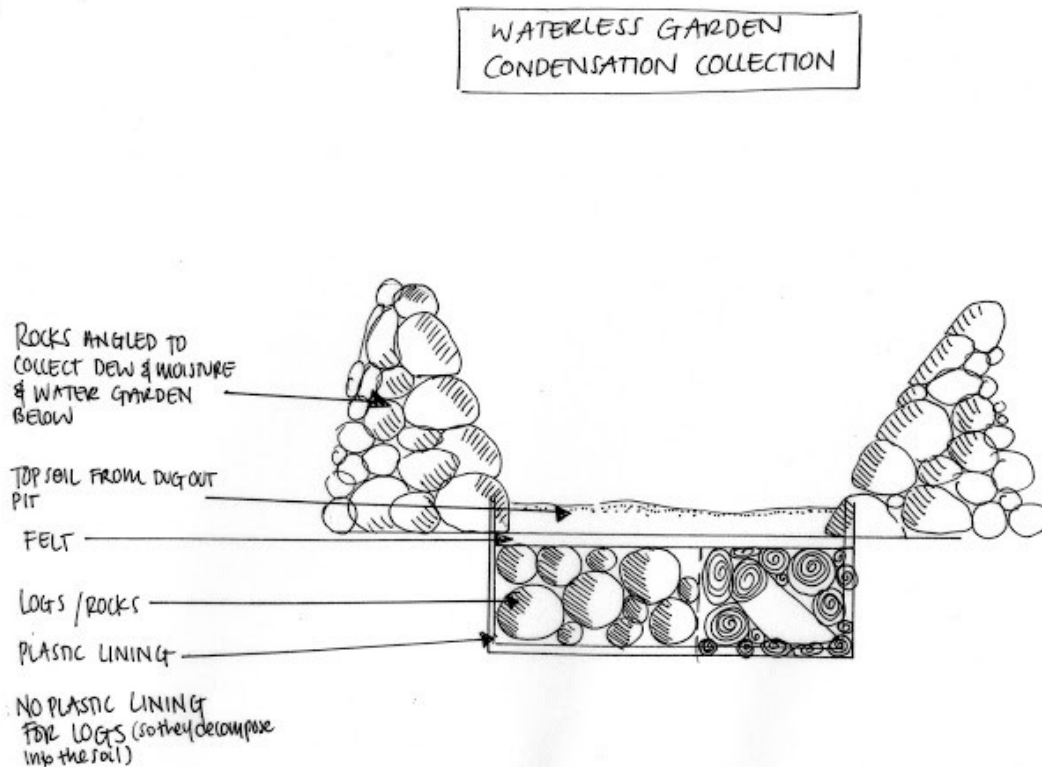 WATERLESS GARDEN
CONDENSATION COLLECTION
ROCKS ANGLED TO
COLLECT DEW & MOISTURE
& WATER GARDEN
BELOW
TOP SOIL FROM DUG OUT
PIT
FELT
LOGS / ROCKS
PLASTIC LINING
NO PLASTIC LINING
FOR LOGS (so they decompose
into the soil)